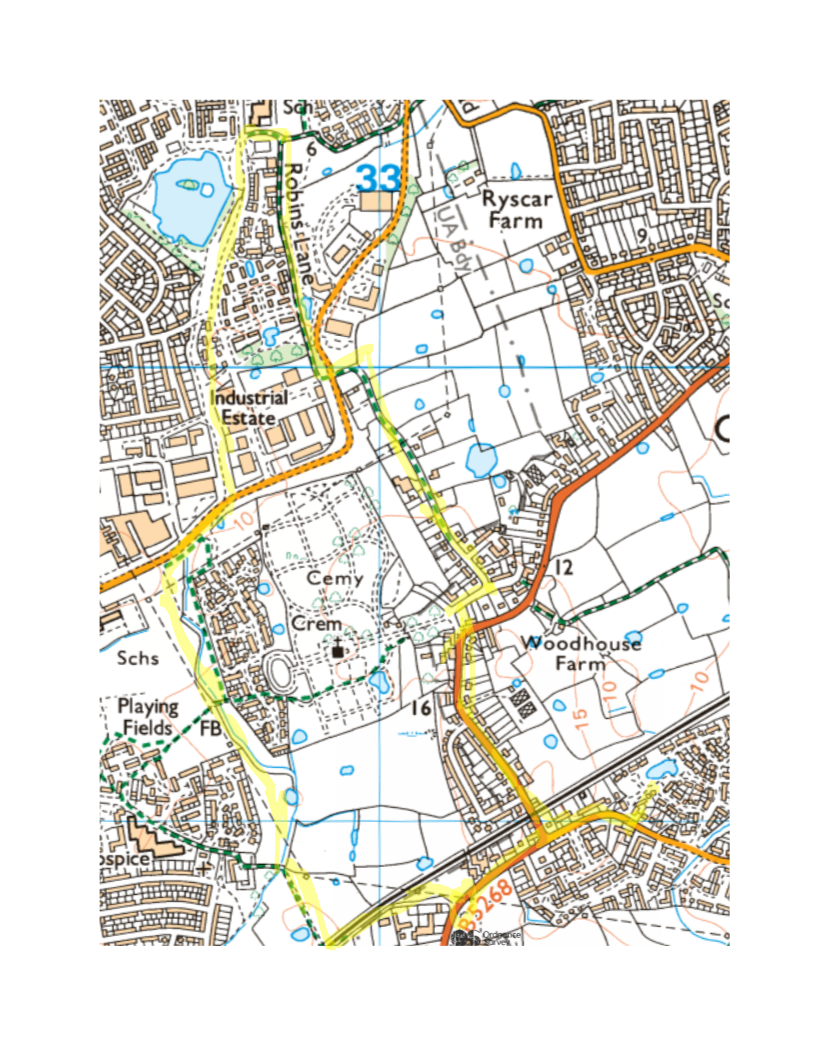 Sch
6
Robins Lane
33
Ryscar
Farm
UA Bdy
9
Sc
Industrial
Estate
C
10
Cemy
12
Crem
Woodhouse
Farm
Schs
10
10
15
16
Playing
Fields
FB
ospice
B5268
Ordnance
Survey